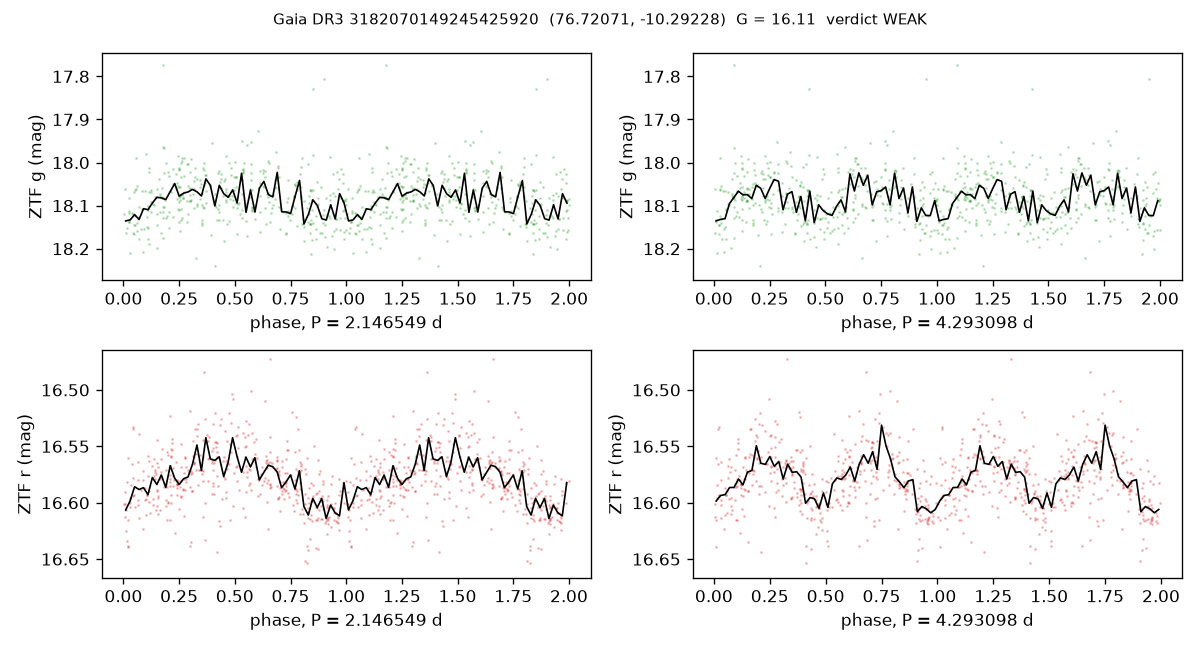 Gaia DR3 3182070149245425920 (76.72071, -10.29228) G = 16.11 verdict WEAK
ZTF g (mag)
17.8
17.9
18.0
18.1
18.2
0.00 0.25 0.50 0.75 1.00 1.25 1.50 1.75 2.00
phase, P = 2.146549 d
ZTF g (mag)
17.8
17.9
18.0
18.1
18.2
0.00 0.25 0.50 0.75 1.00 1.25 1.50 1.75 2.00
phase, P = 4.293098 d
ZTF r (mag)
16.50
16.55
16.60
16.65
0.00 0.25 0.50 0.75 1.00 1.25 1.50 1.75 2.00
phase, P = 2.146549 d
ZTF r (mag)
16.50
16.55
16.60
16.65
0.00 0.25 0.50 0.75 1.00 1.25 1.50 1.75 2.00
phase, P = 4.293098 d